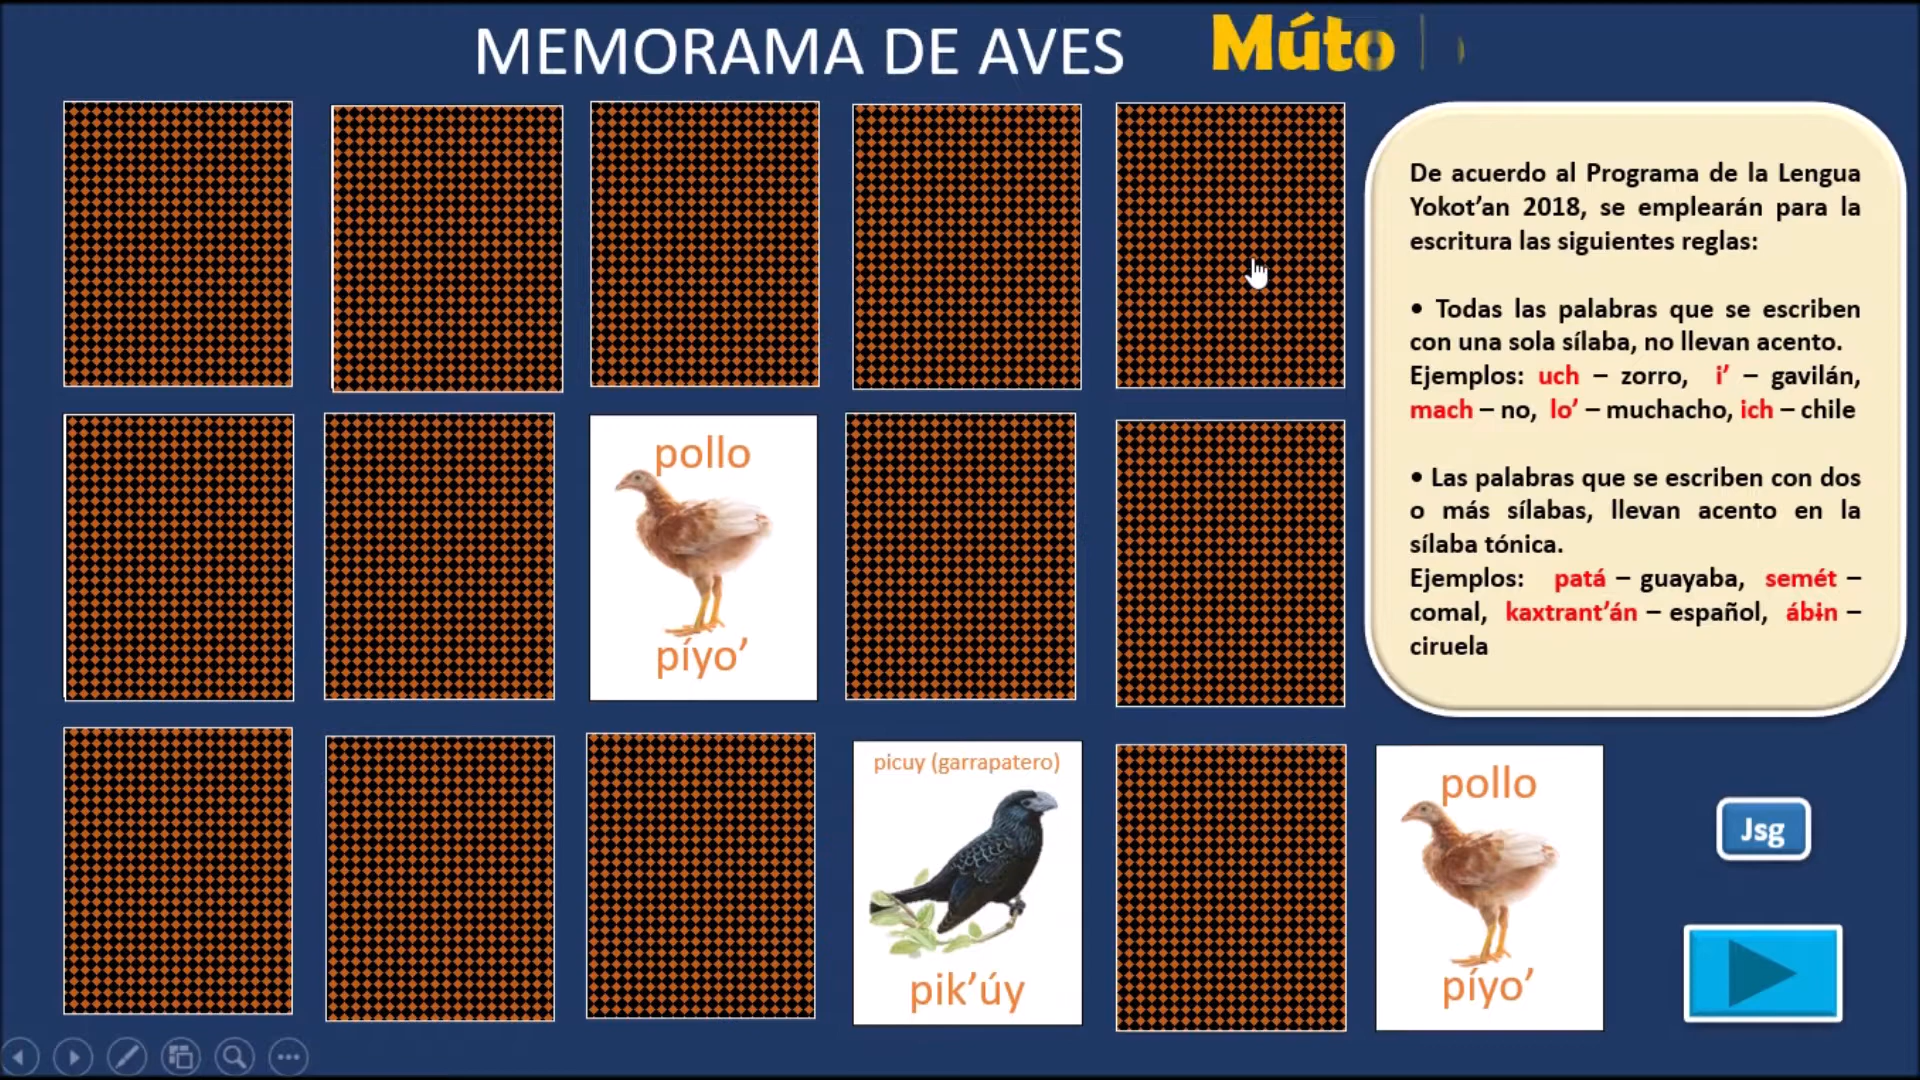 MEMORAMA DE AVES
Múto
De acuerdo al Programa de la Lengua
Yokot’an 2018, se emplearán para la
escritura las siguientes reglas:
• Todas las palabras que se escriben
con una sola sílaba, no llevan acento.
Ejemplos: uch – zorro, i’ – gavilán,
mach – no, lo’ – muchacho, ich – chile
• Las palabras que se escriben con dos
o más sílabas, llevan acento en la
sílaba tónica.
Ejemplos: patá – guayaba, semét –
comal, kaxtrant’án – español, ábɨn –
ciruela
pollo
píyo’
picuy (garrapatero)
pik’úy
pollo
píyo’
Jsg